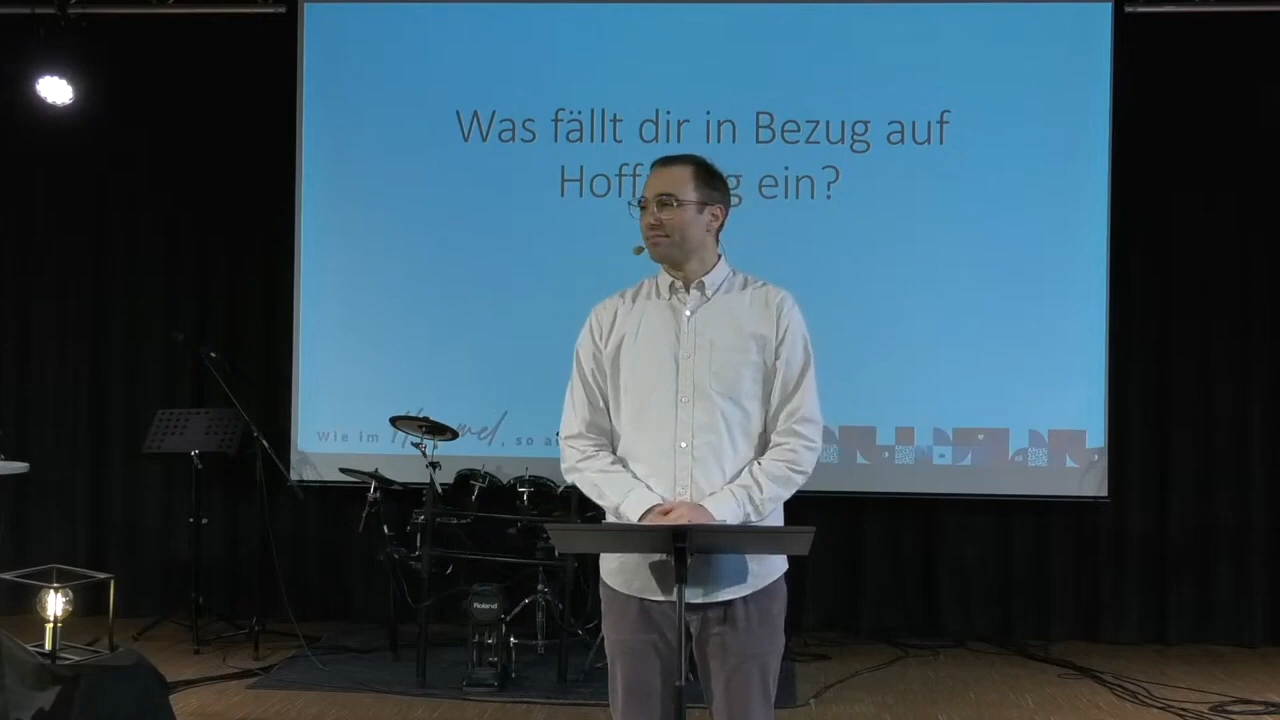 Was fällt dir in Bezug auf
ein?
Wie im
, so
Roland